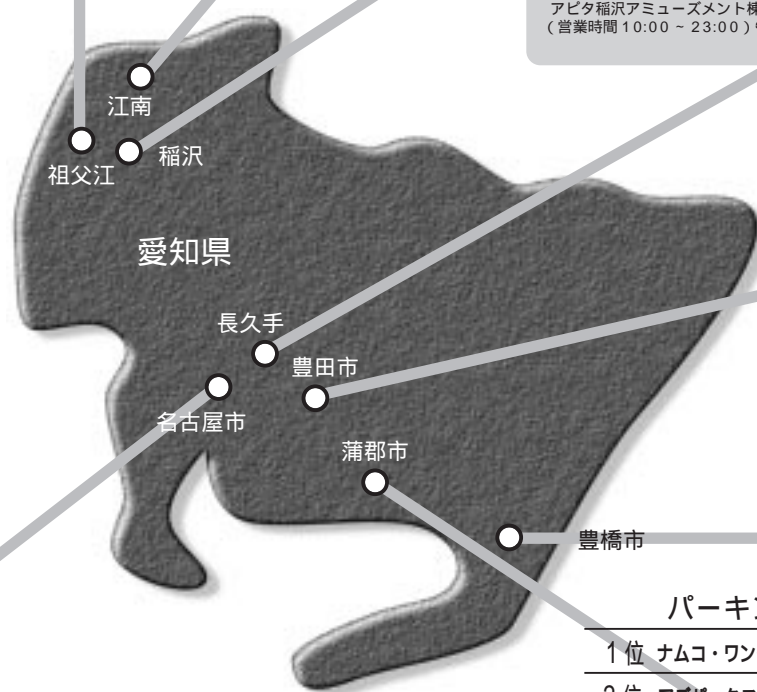 アピタ稲沢アミューズメント棟
(営業時間10:00 ~ 23:00)
江南
稲沢
祖父江
愛知県
長久手
豊田市
名古屋市
蒲郡市
豊橋市
パーキン
1位 ナムコ・ワン